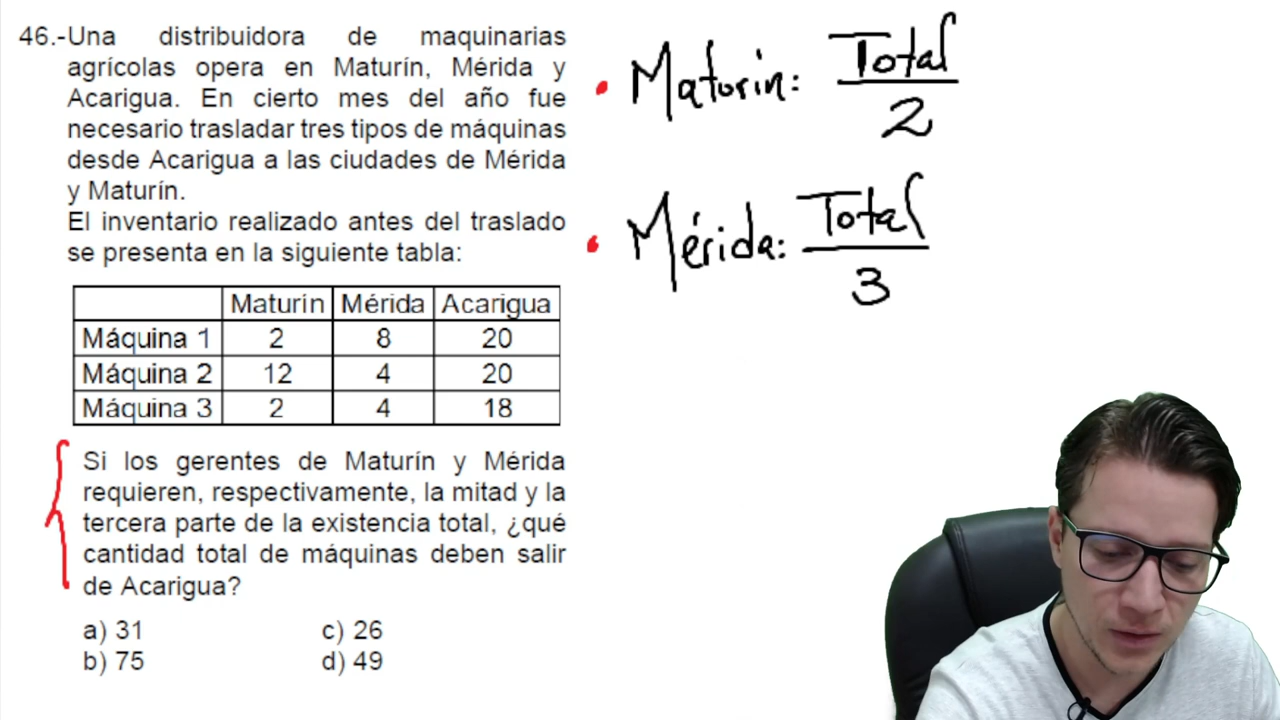 46.-Una distribuidora de maquinarias
agrícolas opera en Maturín, Mérida y
Acarigua. En cierto mes del año fue
necesario trasladar tres tipos de máquinas
desde Acarigua a las ciudades de Mérida
y Maturín.
El inventario realizado antes del traslado
se presenta en la siguiente tabla:
Maturín Mérida Acarigua
Máquina 1 2 8 20
Máquina 2 12 4 20
Máquina 3 2 4 18
Si los gerentes de Maturín y Mérida
requieren, respectivamente, la mitad y la
tercera parte de la existencia total, ¿qué
cantidad total de máquinas deben salir
de Acarigua?
a) 31 c) 26
b) 75 d) 49
• Maturin: Total
2
• Mérida: Total
3